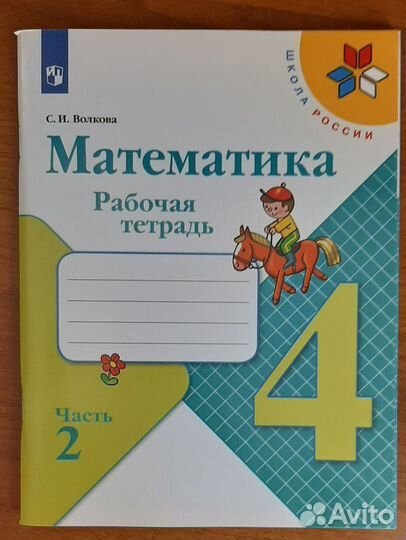 ШКОЛА РОССИИ
С. И. Волкова
Математика
Рабочая
тетрадь
4
Часть
2
Avito